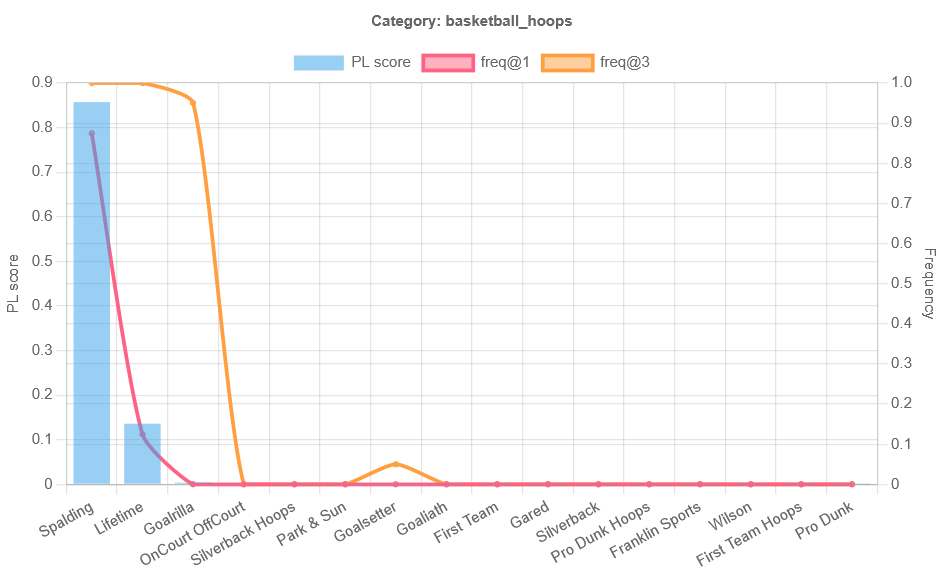 Category: basketball_hoops
PL score freq@1 freq@3
0.9 1.0
0.8 0.9
0.7 0.8
0.6 0.7
0.5 0.6
0.4 0.5
0.3 0.4
0.2 0.3
0.1 0.2
0 0.1
0
PL score
Frequency
Spalding
Lifetime
Goalrilla
OnCourt OffCourt
Silverback Hoops
Park & Sun
Goalsetter
Goaliath
First Team
Gared
Silverback
Pro Dunk Hoops
Franklin Sports
Wilson
First Team Hoops
Pro Dunk